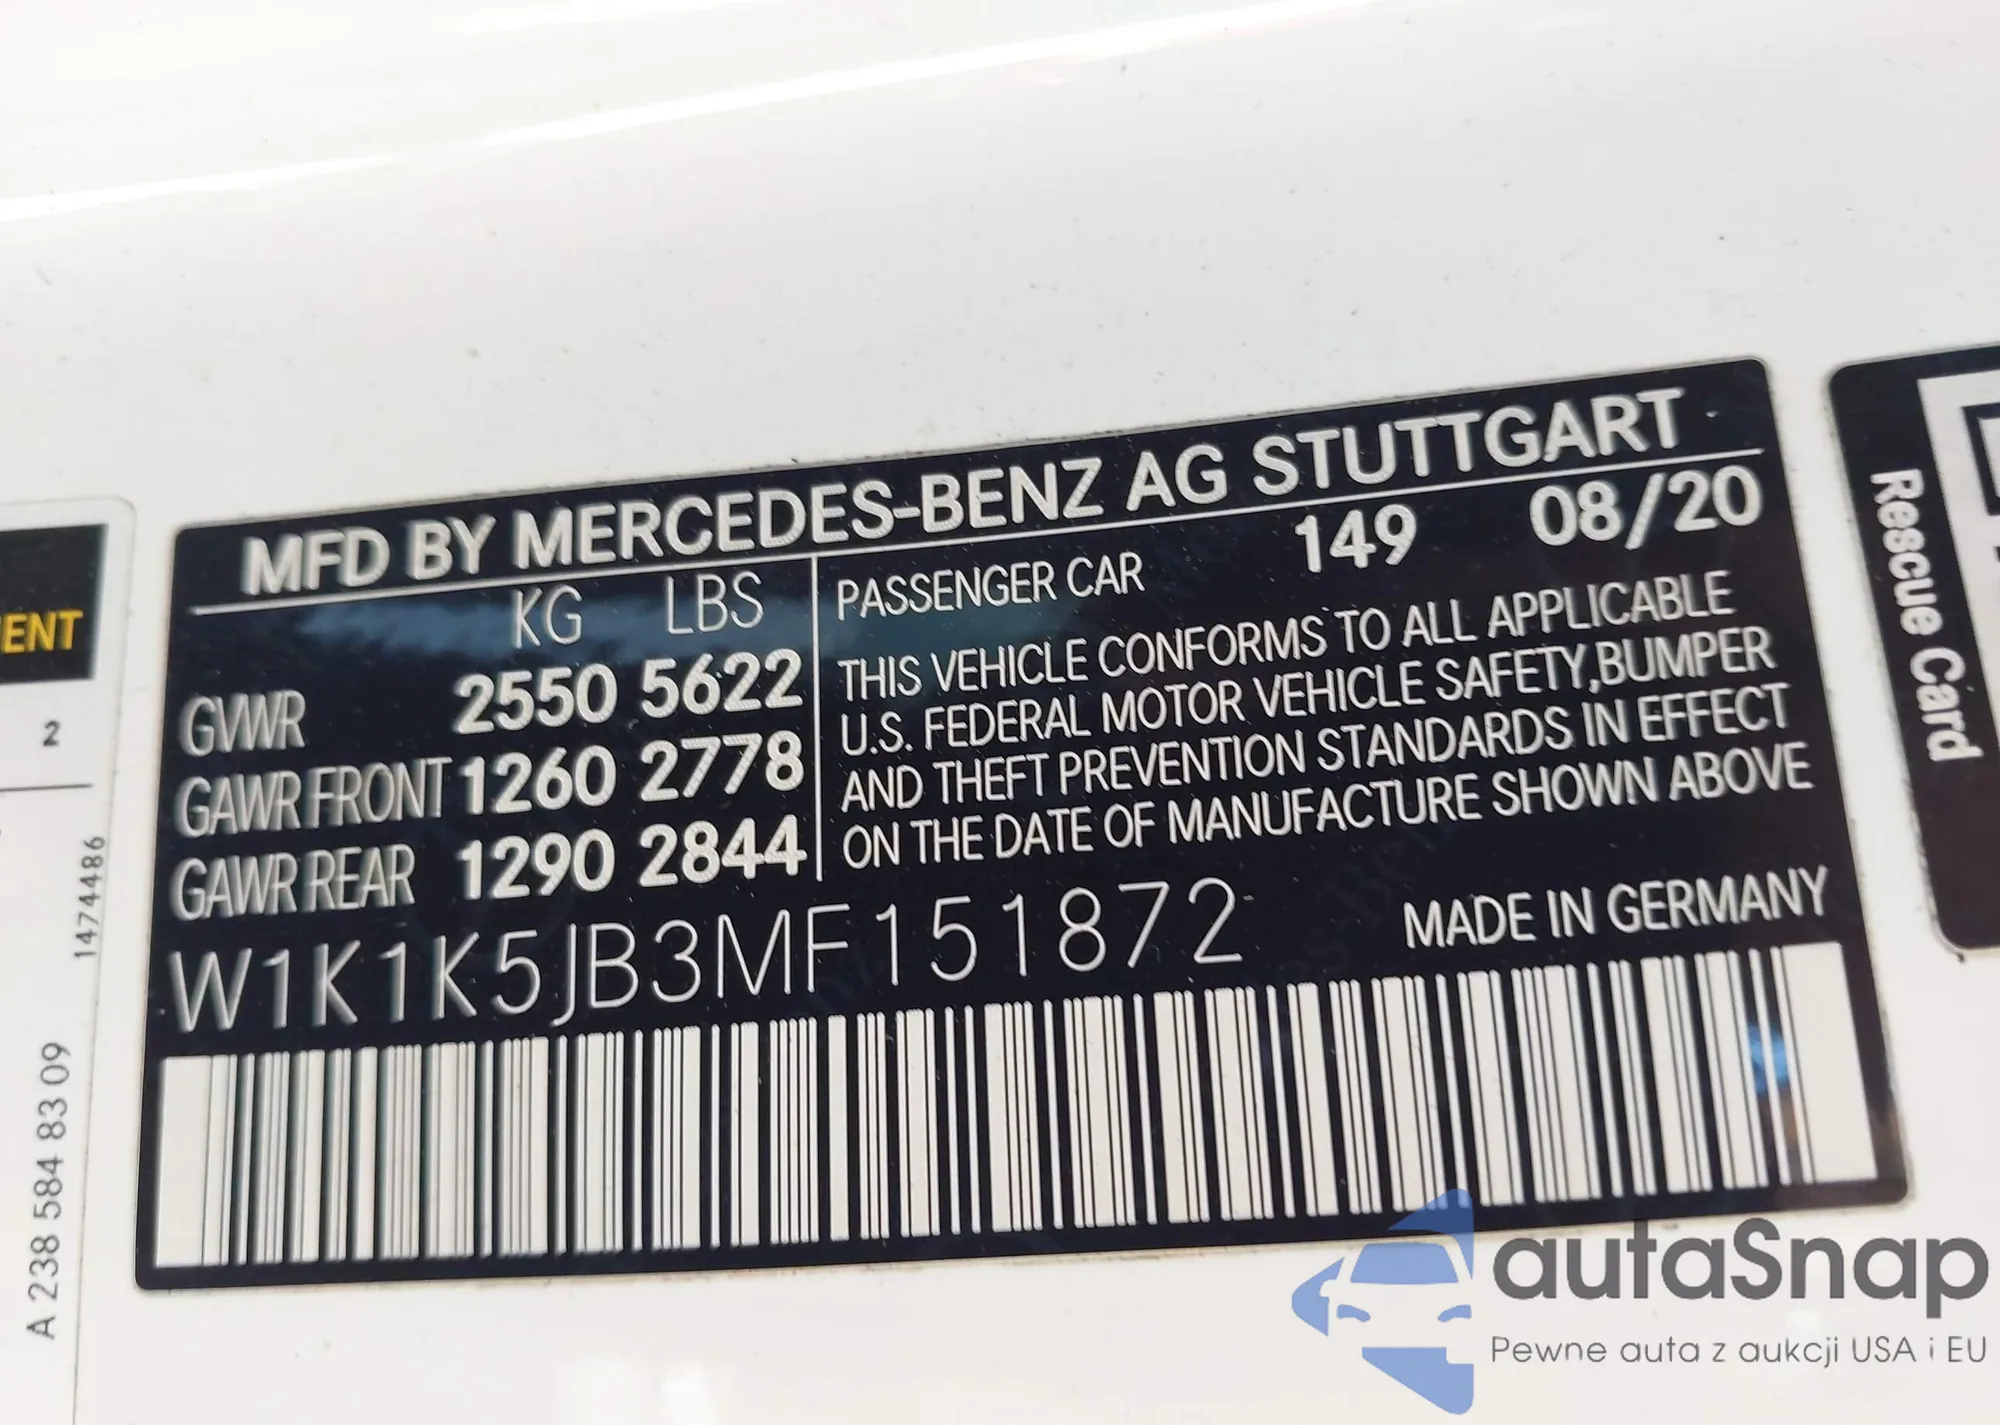 MFD BY MERCEDES-BENZ AG STUTTGART
KG LBS
GVWR 2550 5622
GAWR FRONT 1260 2778
GAWR REAR 1290 2844
PASSENGER CAR 149 08/20
THIS VEHICLE CONFORMS TO ALL APPLICABLE
U.S. FEDERAL MOTOR VEHICLE SAFETY,BUMPER
AND THEFT PREVENTION STANDARDS IN EFFECT
ON THE DATE OF MANUFACTURE SHOWN ABOVE
W1K1K5JB3MF151872
MADE IN GERMANY
ENT
2
1474486
A 238 584 83 09
Rescue Card
autaSnap
Pewne auta z aukcji USA i EU